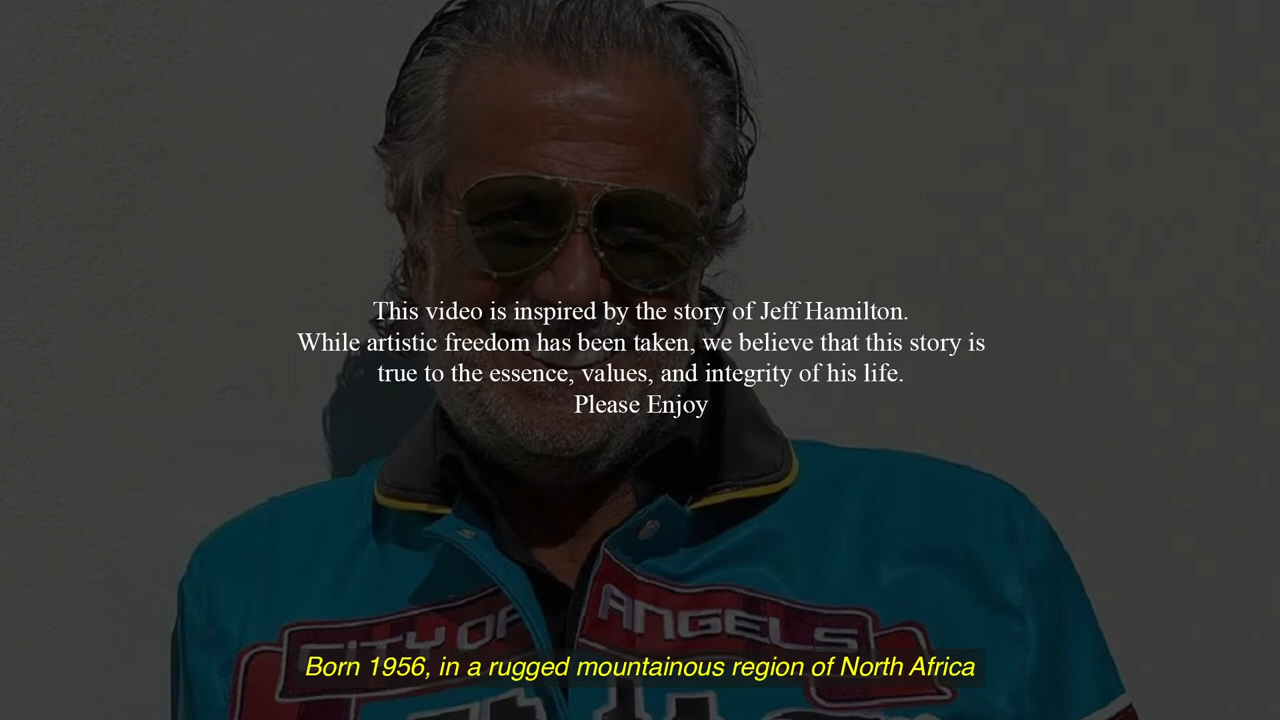 This video is inspired by the story of Jeff Hamilton.
While artistic freedom has been taken, we believe that this story is
true to the essence, values, and integrity of his life.
Please Enjoy
CITY OF ANGELS
Born 1956, in a rugged mountainous region of North Africa